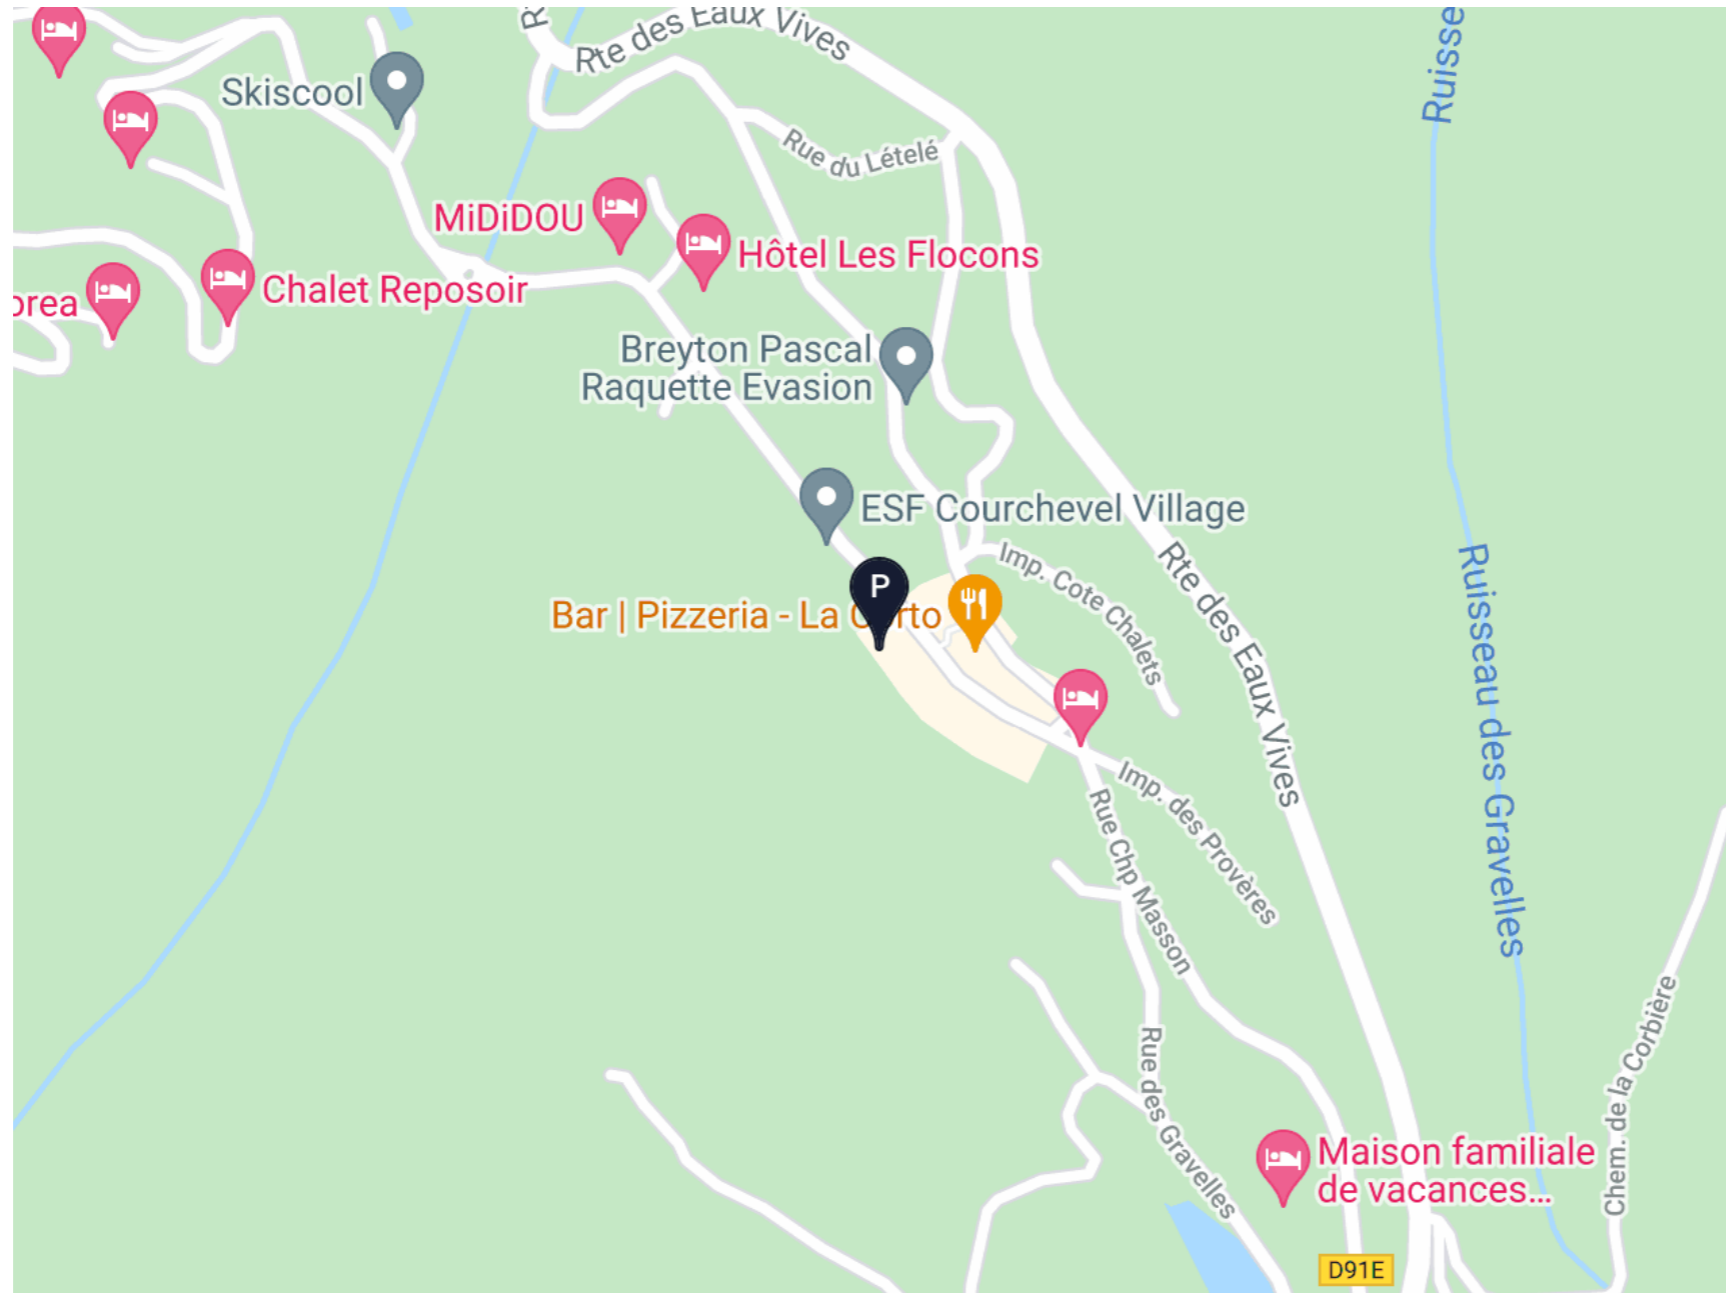 R
Rte des Eaux Vives
Ruisse
Skiscool
Rue du Lételé
MiDiDOU
Hôtel Les Flocons
Chalet Reposoir
orea
Breyton Pascal
Raquette Evasion
ESF Courchevel Village
Imp. Cote Chalets
Rte des Eaux Vives
Ruisseau des Gravelles
P
Bar | Pizzeria - La C rto
Imp. des Provères
Rue Chp Masson
Rue des Gravelles
Chem. de la Corbière
Maison familiale
de vacances...
D91E